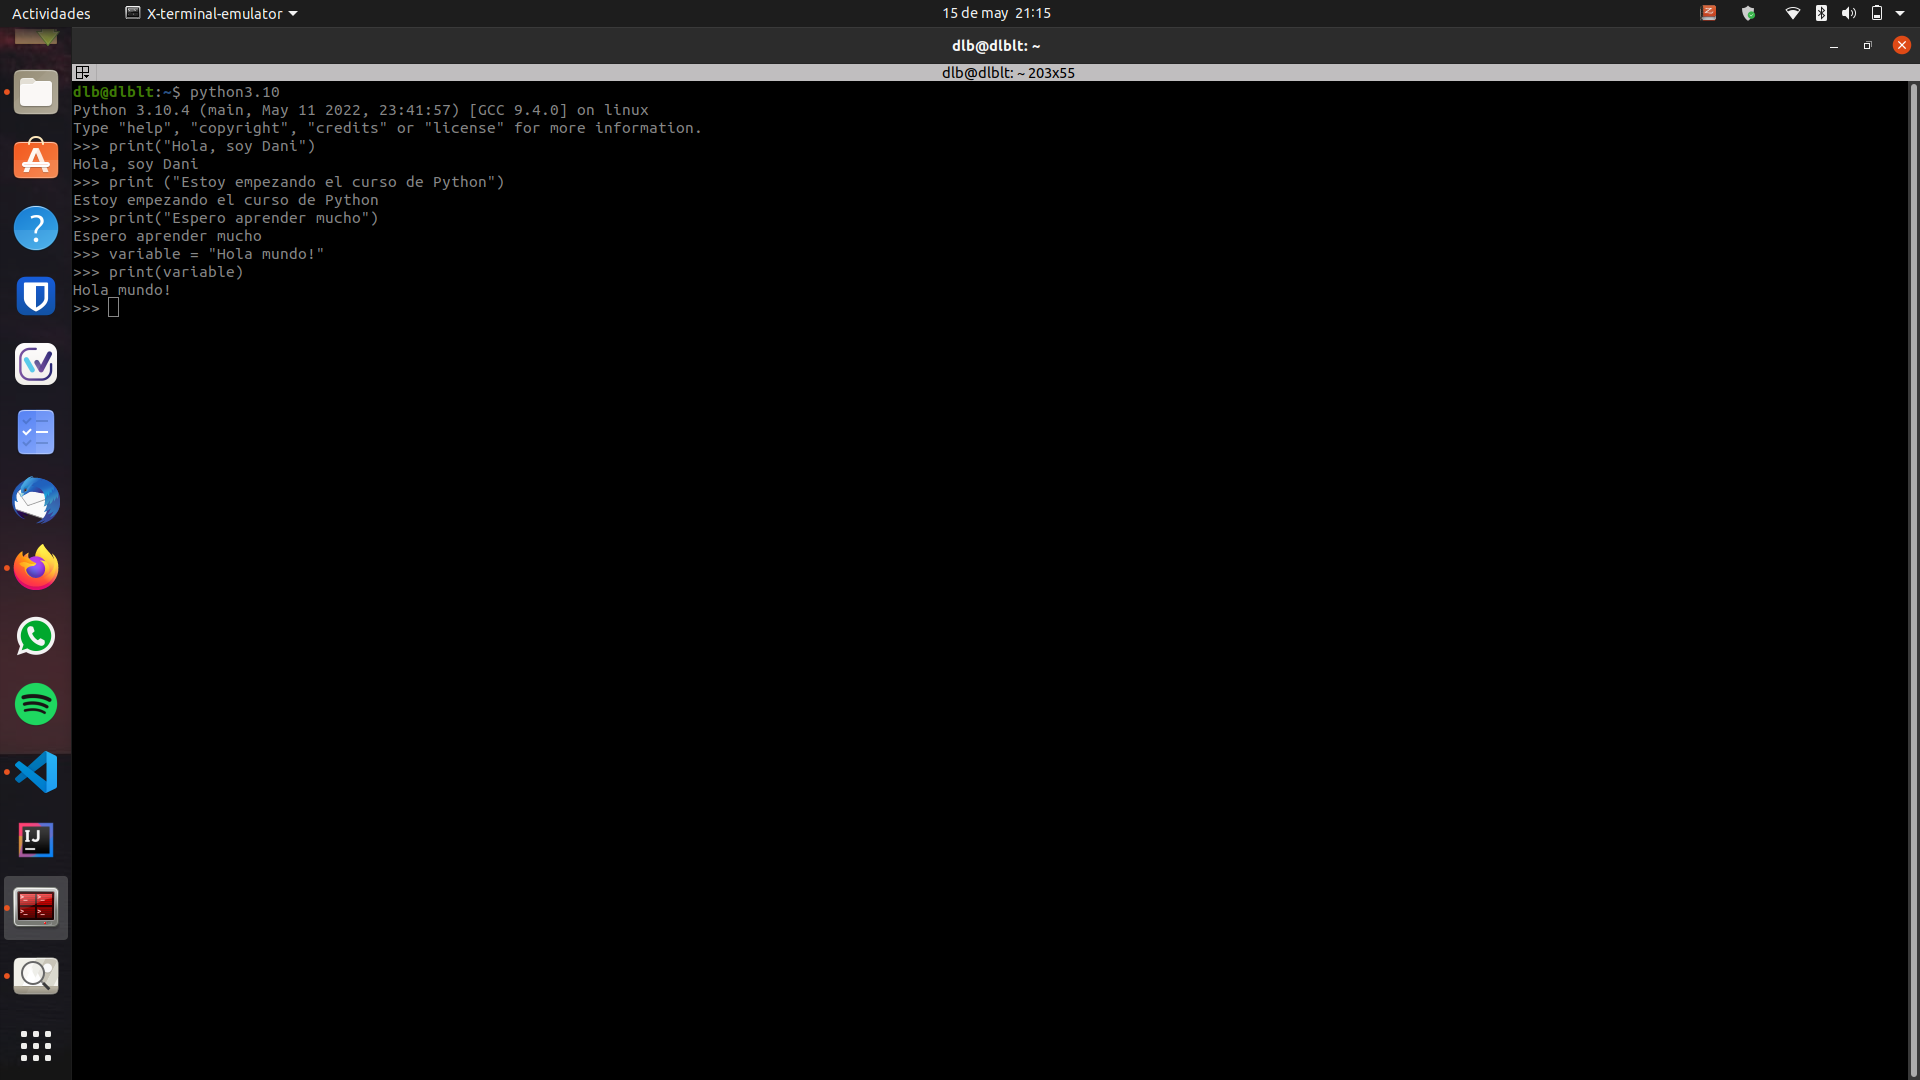 Actividades X-terminal-emulator 15 de may 21:15
dlb@dlblt: ~
dlb@dlblt: ~ 203x55
dlb@dlblt:~$ python3.10
Python 3.10.4 (main, May 11 2022, 23:41:57) [GCC 9.4.0] on linux
Type "help", "copyright", "credits" or "license" for more information.
>>> print("Hola, soy Dani")
Hola, soy Dani
>>> print ("Estoy empezando el curso de Python")
Estoy empezando el curso de Python
>>> print("Espero aprender mucho")
Espero aprender mucho
>>> variable = "Hola mundo!"
>>> print(variable)
Hola mundo!
>>>
IJ